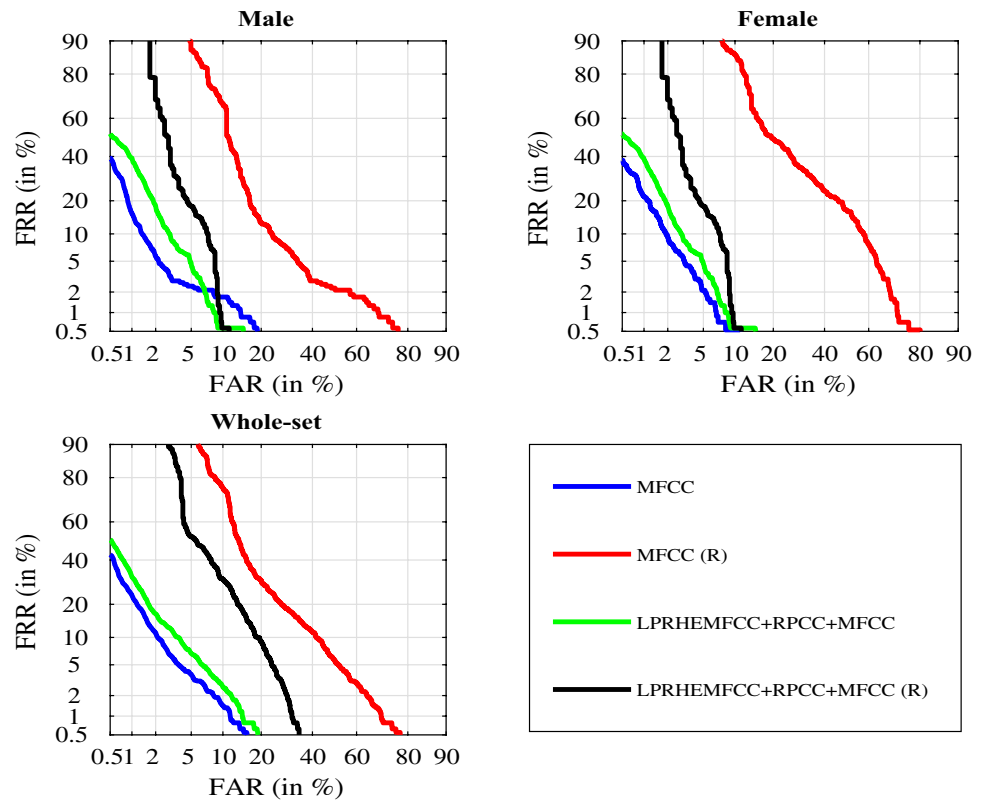 Male
FRR (in %)
90
80
60
40
20
10
5
2
1
0.5
0.51 2 5 10 20 40 60 80 90
FAR (in %)
Female
FRR (in %)
90
80
60
40
20
10
5
2
1
0.5
0.51 2 5 10 20 40 60 80 90
FAR (in %)
Whole-set
FRR (in %)
90
80
60
40
20
10
5
2
1
0.5
0.51 2 5 10 20 40 60 80 90
FAR (in %)
MFCC
MFCC (R)
LPRHEMFCC+RPCC+MFCC
LPRHEMFCC+RPCC+MFCC (R)